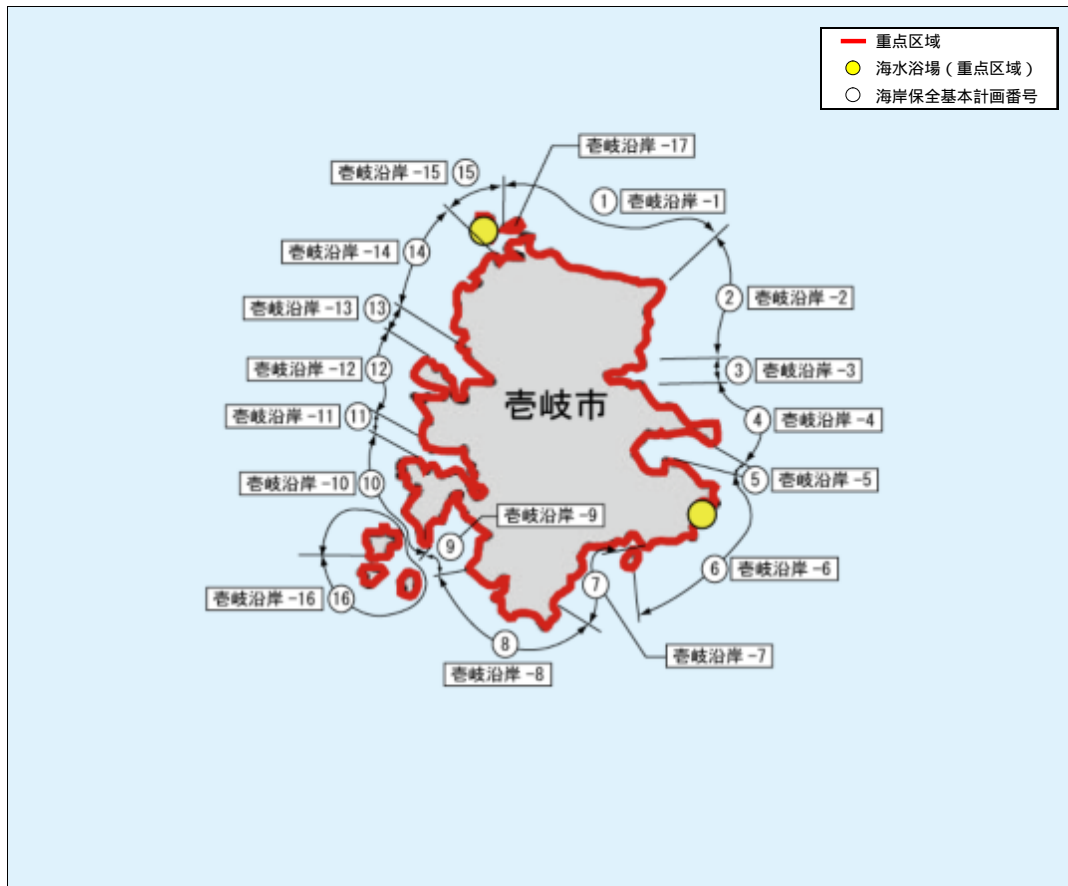 重点区域
海水浴場（重点区域）
海岸保全基本計画番号
壱岐沿岸 -17
壱岐沿岸 -15 ⑮
① 壱岐沿岸 -1
壱岐沿岸 -14 ⑭
② 壱岐沿岸 -2
壱岐沿岸 -13 ⑬
壱岐沿岸 -12 ⑫
③ 壱岐沿岸 -3
壱岐市
壱岐沿岸 -11 ⑪
④ 壱岐沿岸 -4
壱岐沿岸 -10 ⑩
⑤ 壱岐沿岸 -5
⑨ 壱岐沿岸 -9
⑥ 壱岐沿岸 -6
壱岐沿岸 -16 ⑯
⑦
壱岐沿岸 -7
⑧
壱岐沿岸 -8